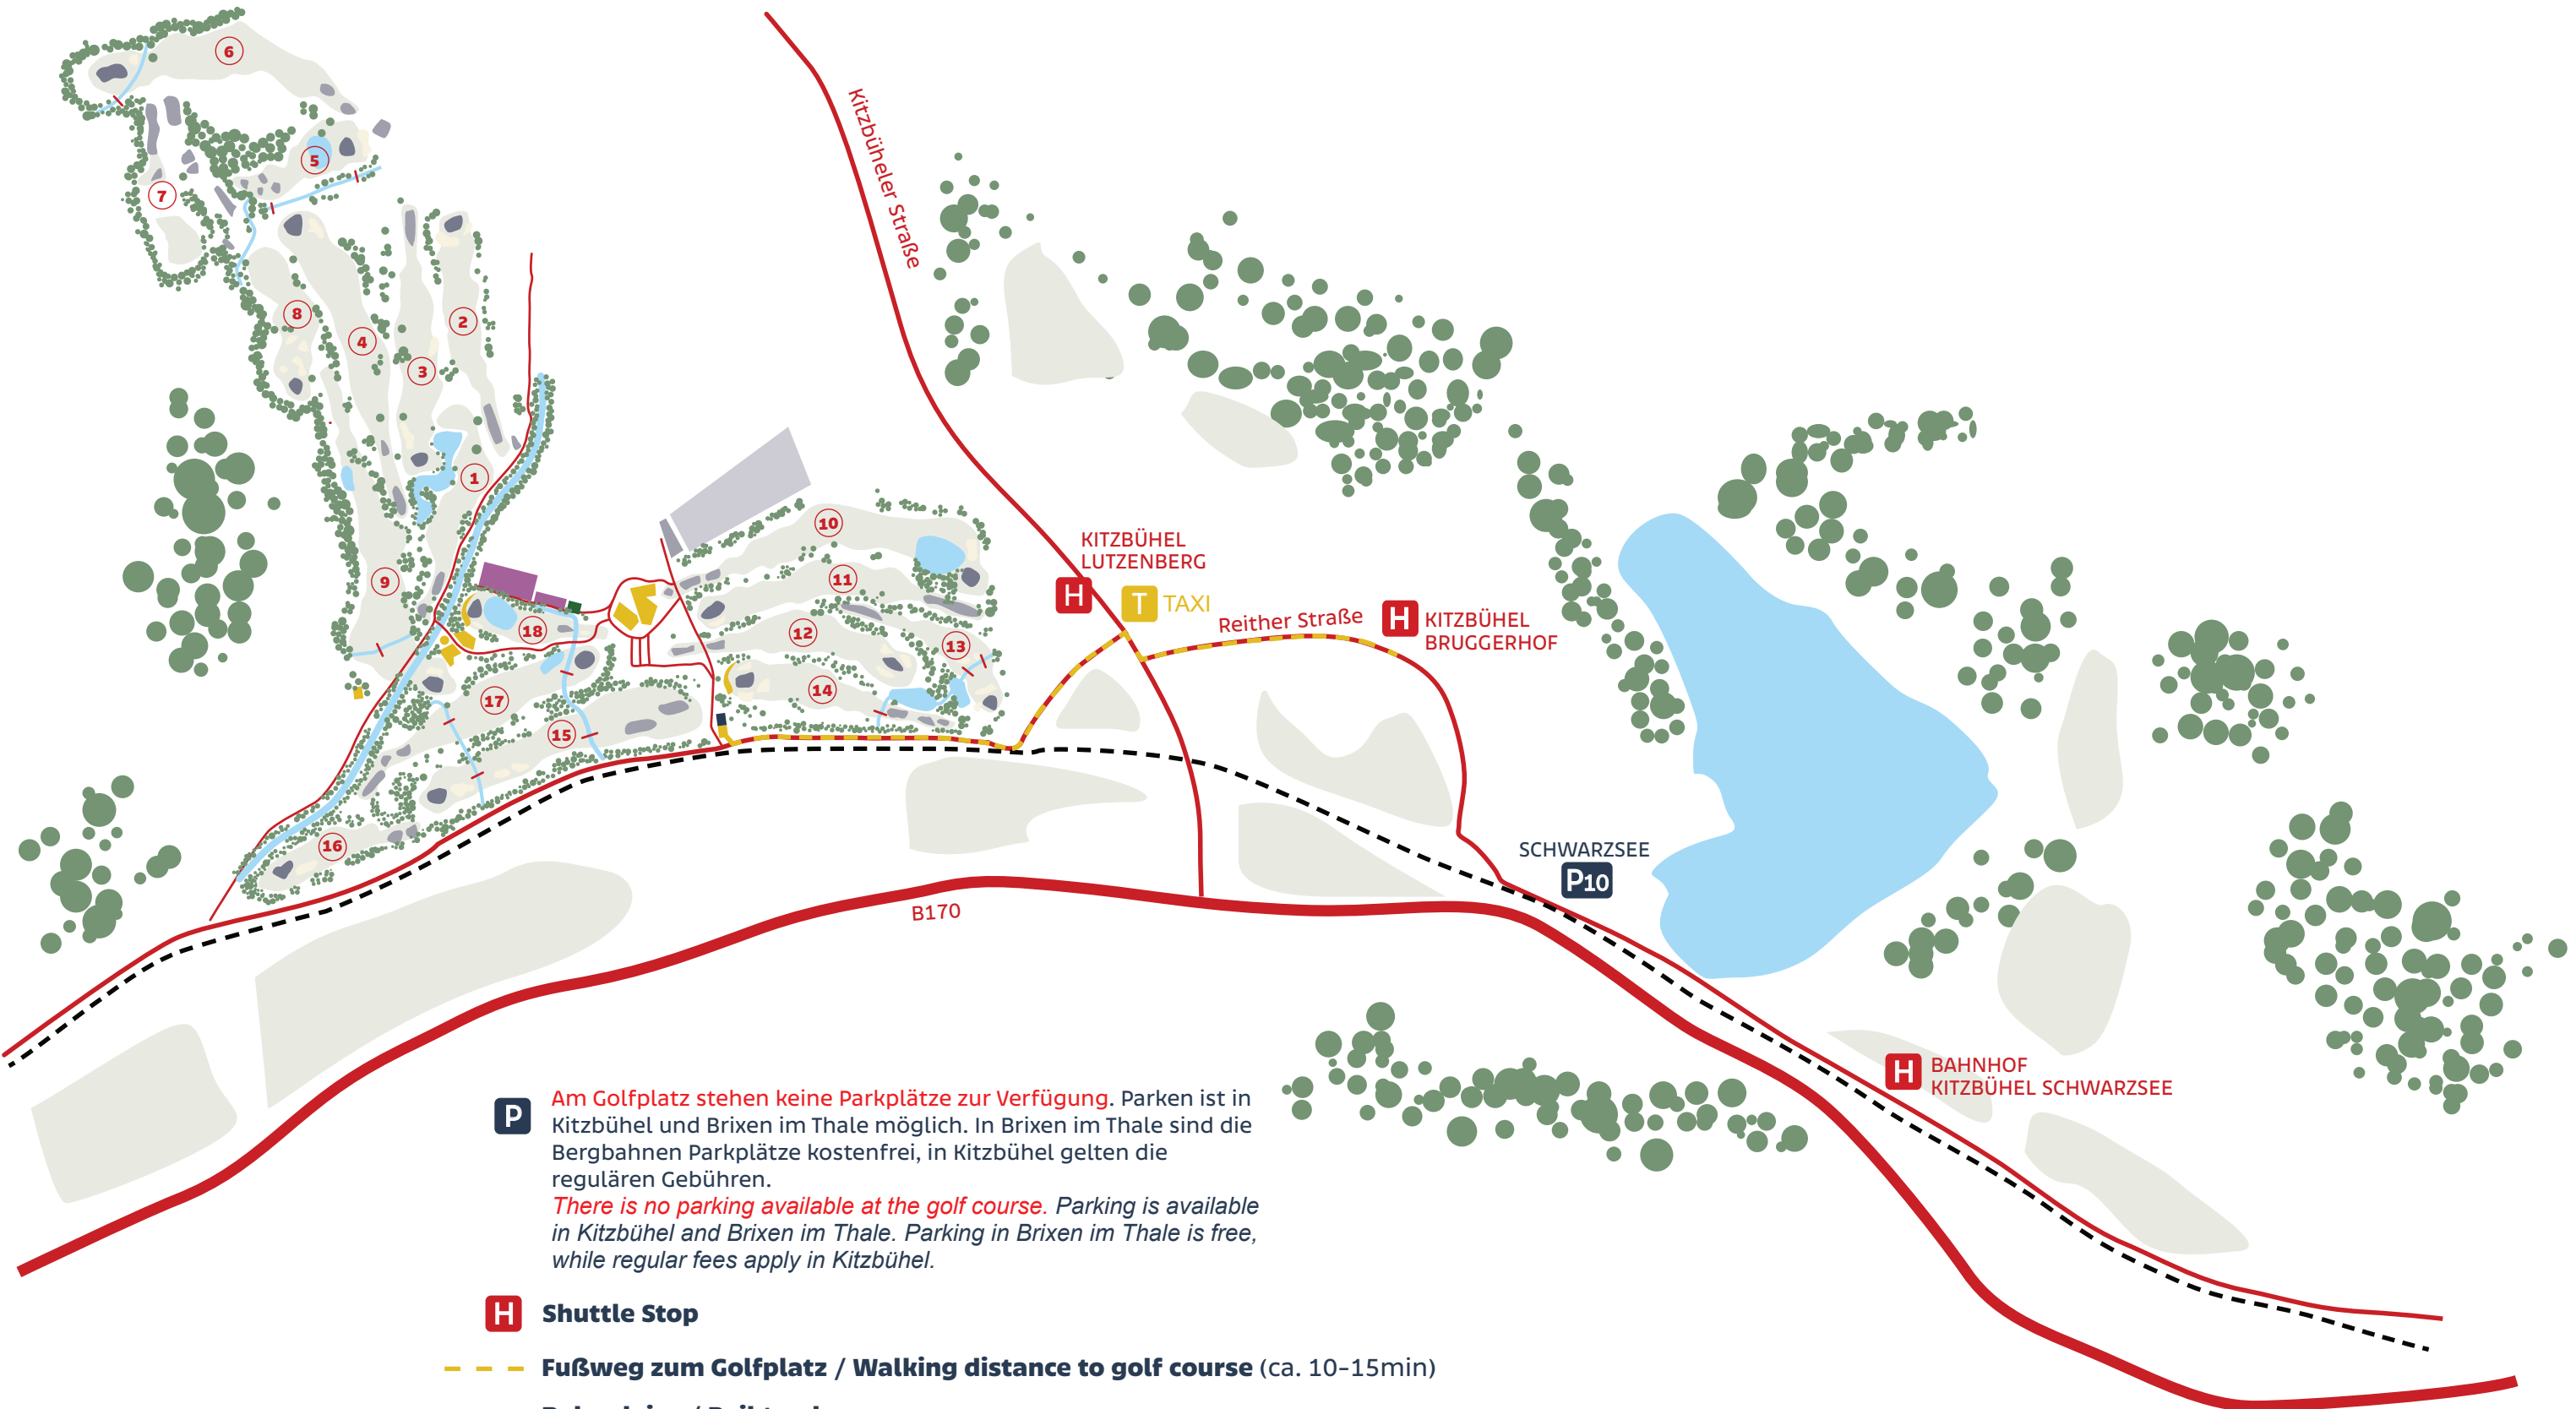 6
5
7
Kitzbüheler Straße
8
4
2
3
1
10
9
11
KITZBÜHEL
LUTZENBERG
H
T TAXI
18
12
13
Reither Straße
H KITZBÜHEL
BRUGGERHOF
17
14
15
16
SCHWARZSEE
P10
B170
H BAHNHOF
KITZBÜHEL SCHWARZSEE
P
Am Golfplatz stehen keine Parkplätze zur Verfügung. Parken ist in
Kitzbühel und Brixen im Thale möglich. In Brixen im Thale sind die
Bergbahnen Parkplätze kostenfrei, in Kitzbühel gelten die
regulären Gebühren.
There is no parking available at the golf course. Parking is available
in Kitzbühel and Brixen im Thale. Parking in Brixen im Thale is free,
while regular fees apply in Kitzbühel.
H Shuttle Stop
Fußweg zum Golfplatz / Walking distance to golf course (ca. 10-15min)